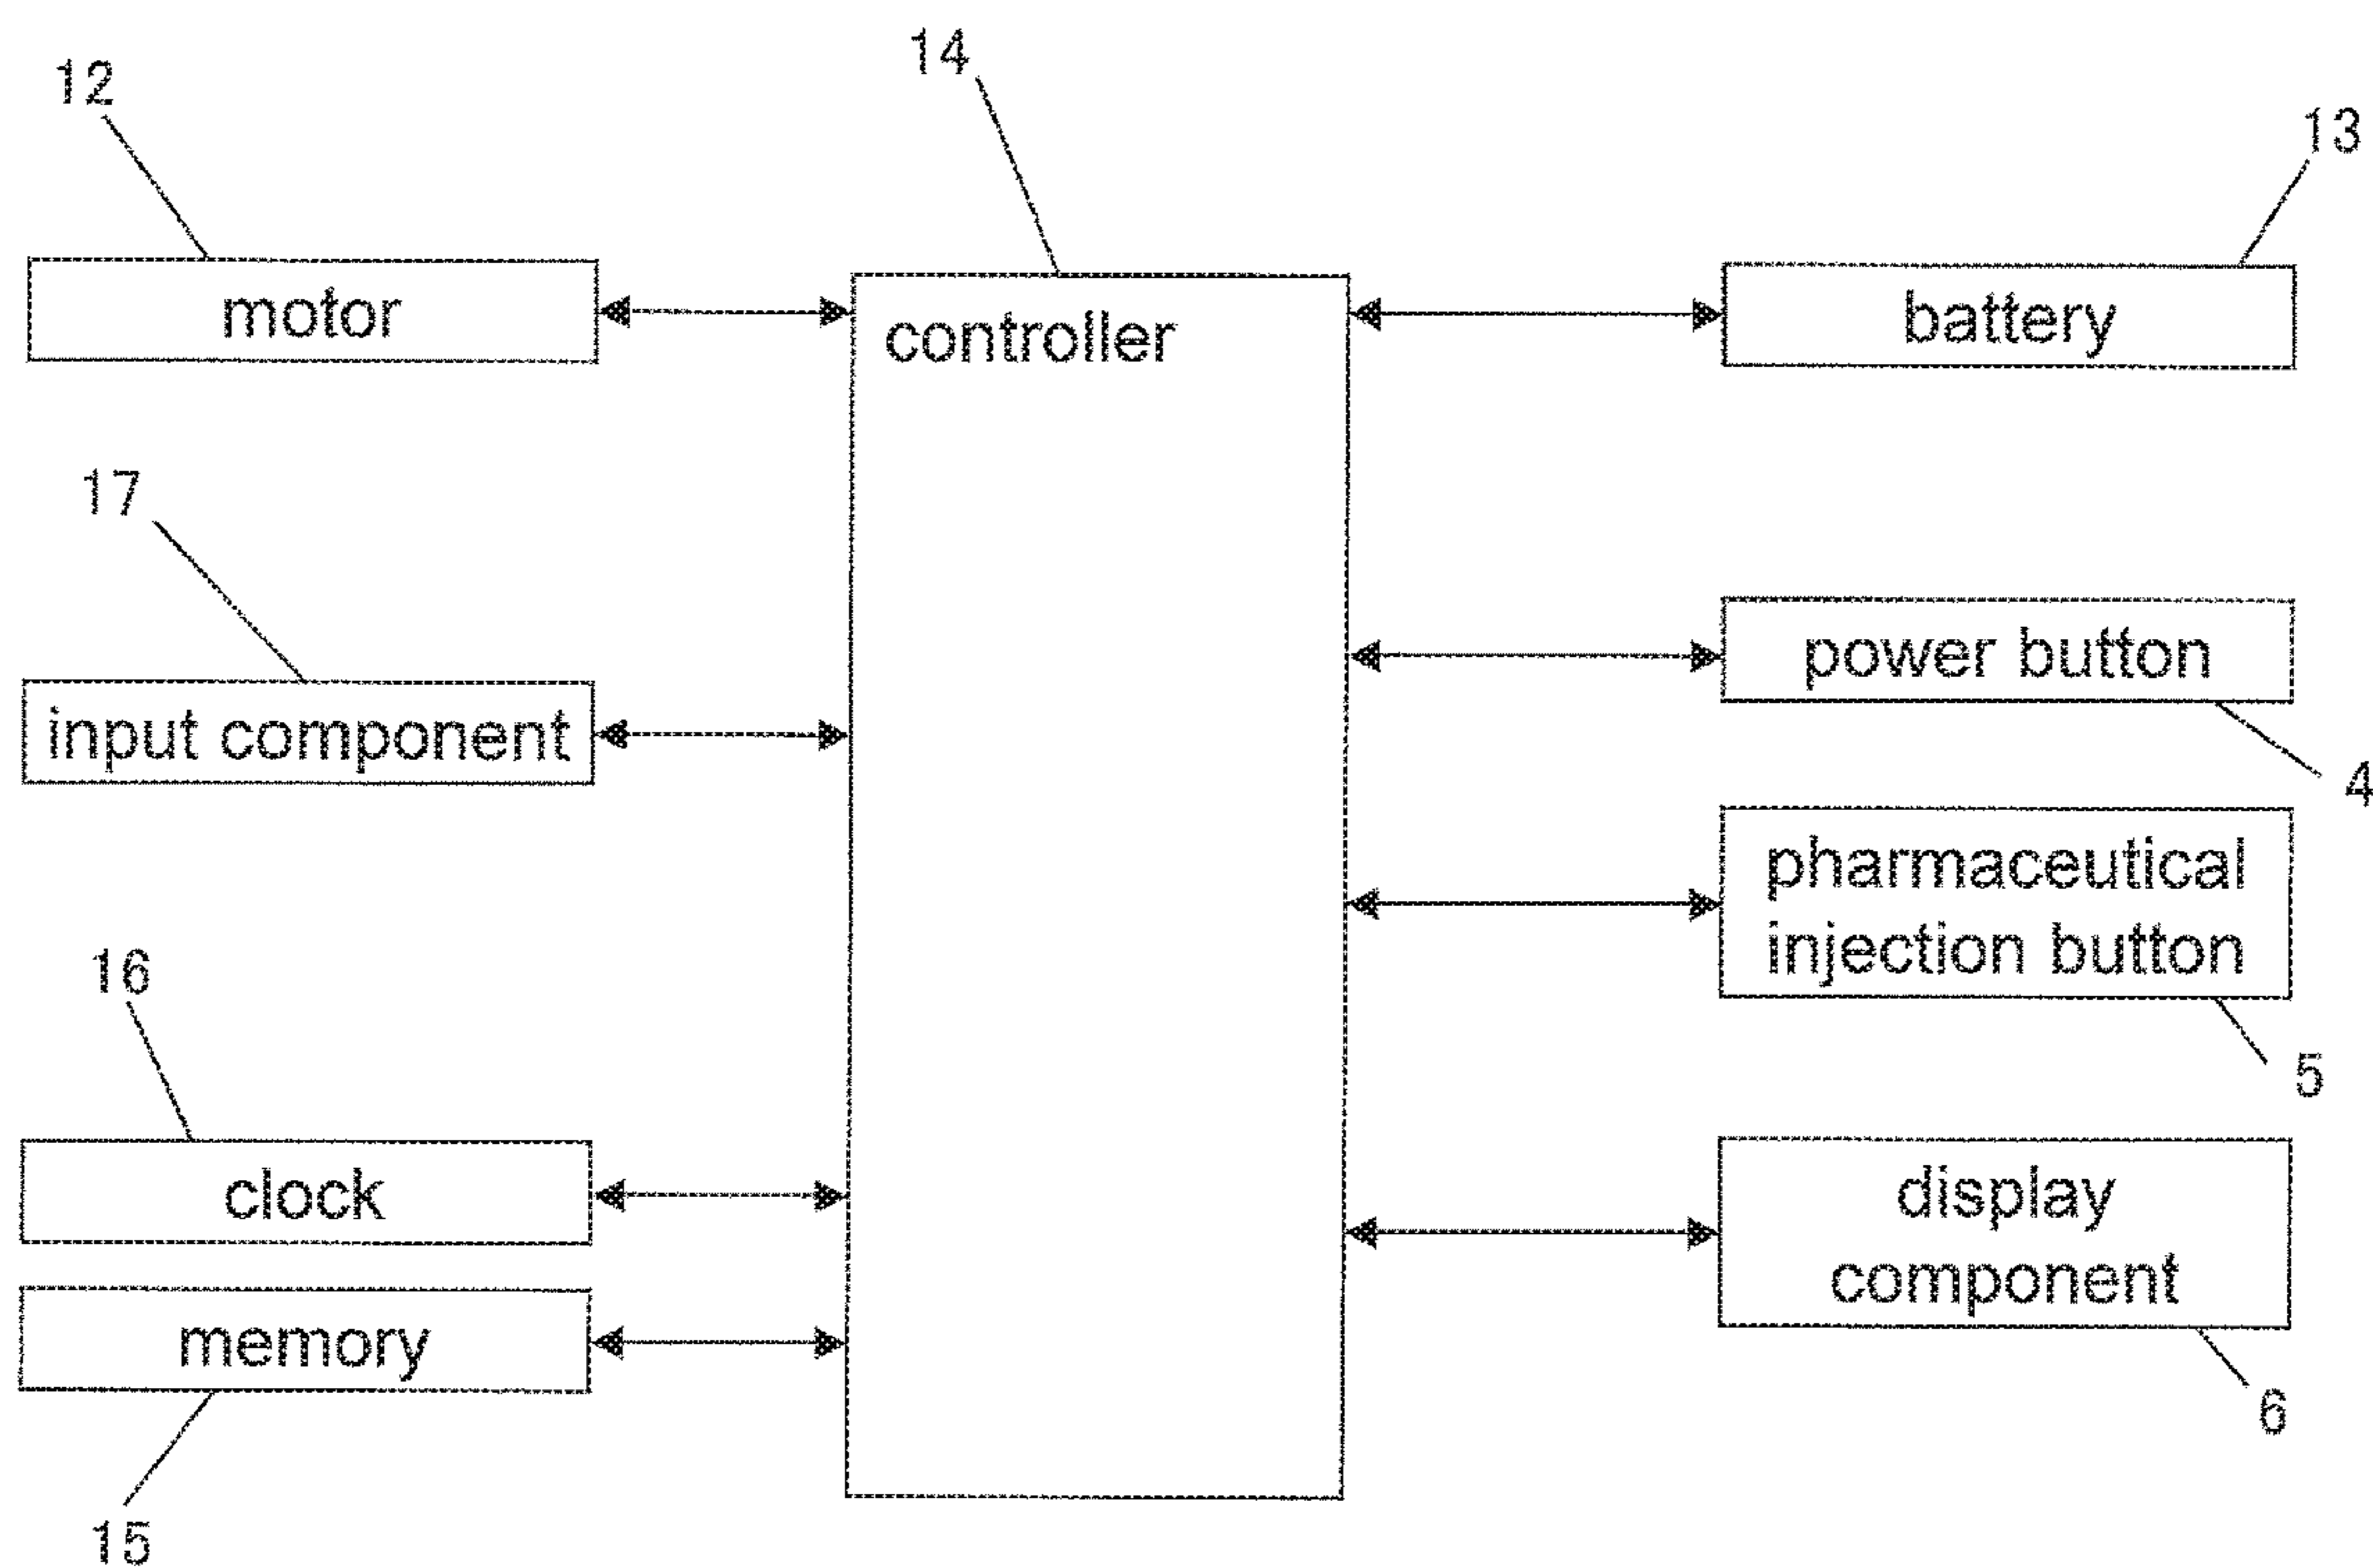 14
12
13
motor
controller
battery
17
power button
input component
4
pharmaceutical
injection button
16
5
clock
display
component
memory
6
15